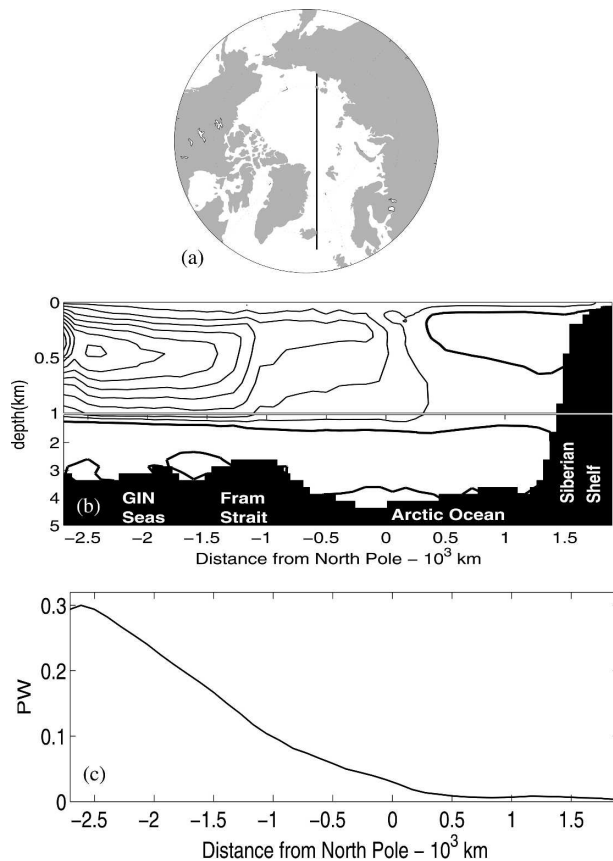 (a)
0
0.5
1
2
3
4
5
depth(km)
(b)
GIN
Seas
Fram
Strait
Arctic Ocean
Siberian
Shelf
−2.5 −2 −1.5 −1 −0.5 0 0.5 1 1.5
Distance from North Pole − 10³ km
0.3
0.2
0.1
0
PW
(c)
−2.5 −2 −1.5 −1 −0.5 0 0.5 1 1.5
Distance from North Pole − 10³ km